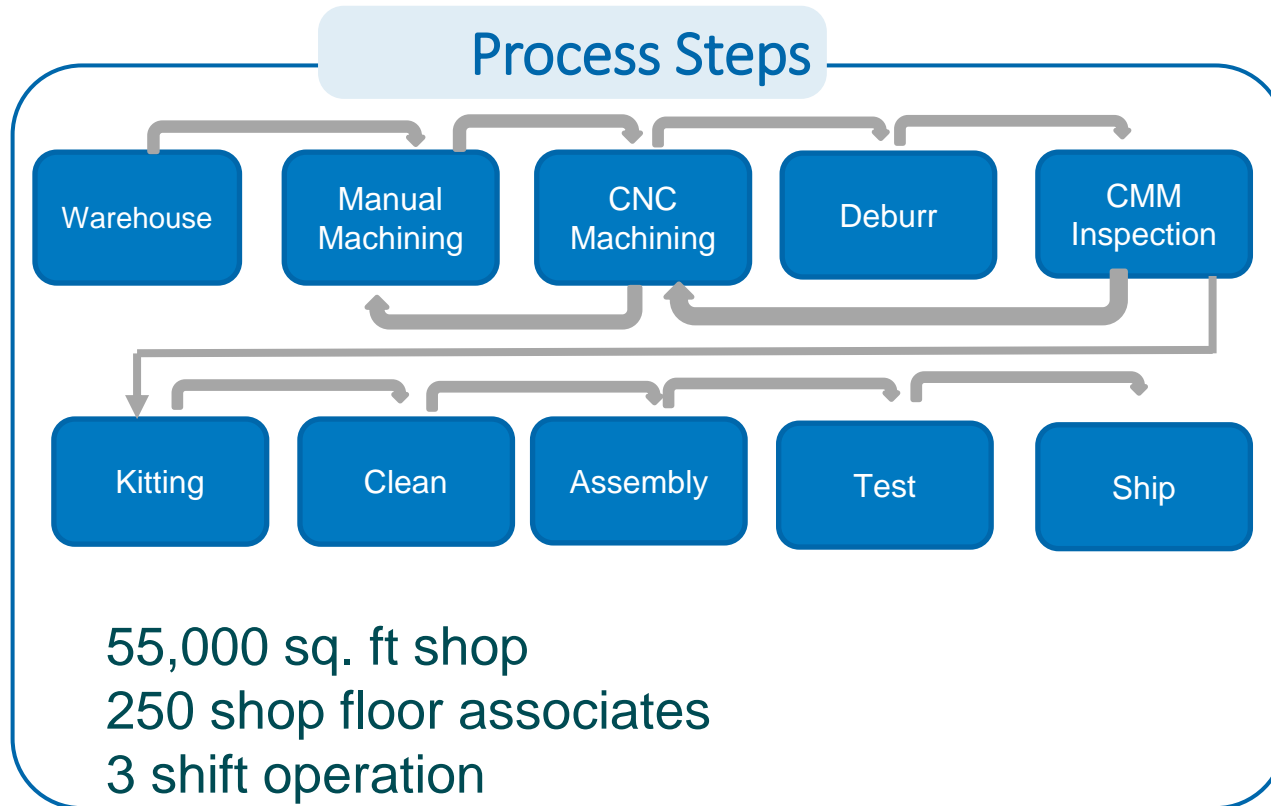 Process Steps
Warehouse
Manual
Machining
CNC
Machining
Deburr
CMM
Inspection
Kitting
Clean
Assembly
Test
Ship
55,000 sq. ft shop
250 shop floor associates
3 shift operation